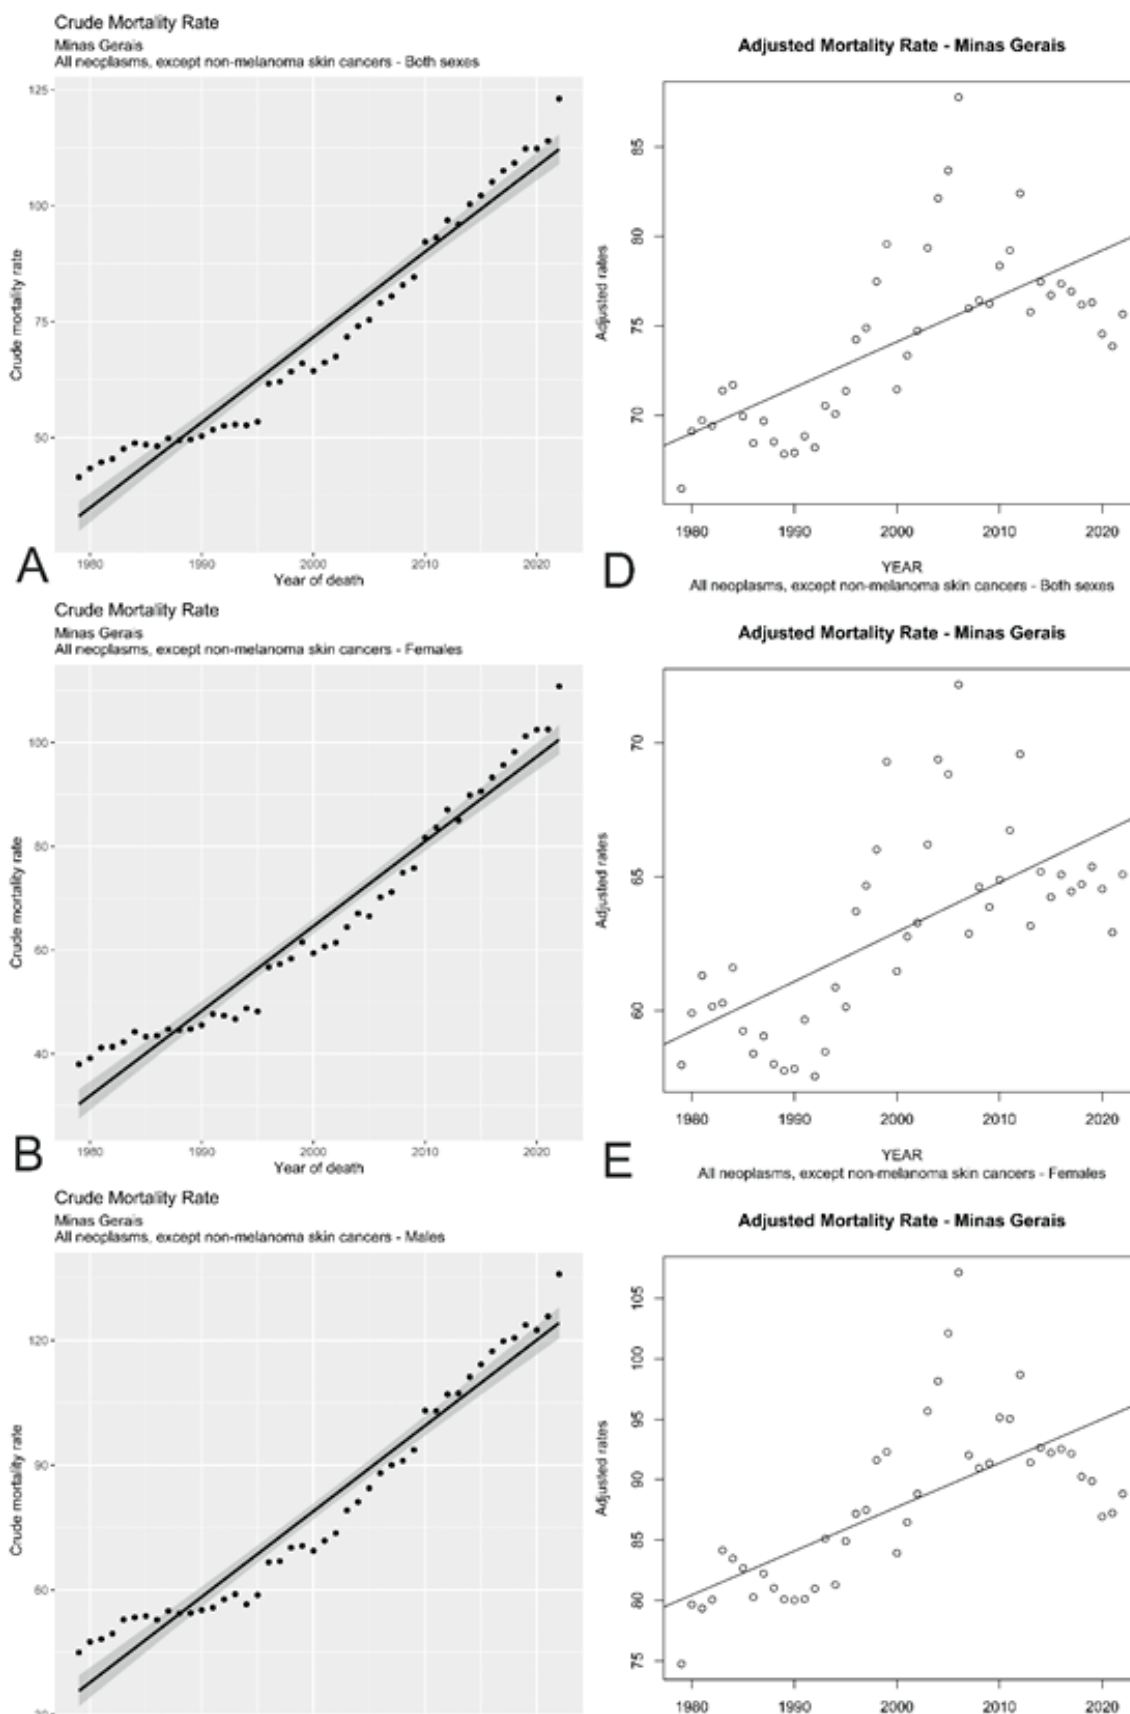 Crude Mortality Rate
Minas Gerais
All neoplasms, except non-melanoma skin cancers - Both sexes
125
100
75
50
Crude mortality rate
1980 1990 2000 2010 2020
Year of death
A
Adjusted Mortality Rate - Minas Gerais
85
80
75
70
Adjusted rates
1980 1990 2000 2010 2020
YEAR
All neoplasms, except non-melanoma skin cancers - Both sexes
D
Crude Mortality Rate
Minas Gerais
All neoplasms, except non-melanoma skin cancers - Females
100
80
60
40
Crude mortality rate
1980 1990 2000 2010 2020
Year of death
B
Adjusted Mortality Rate - Minas Gerais
70
65
60
Adjusted rates
1980 1990 2000 2010 2020
YEAR
All neoplasms, except non-melanoma skin cancers - Females
E
Crude Mortality Rate
Minas Gerais
All neoplasms, except non-melanoma skin cancers - Males
120
90
60
Crude mortality rate
Adjusted Mortality Rate - Minas Gerais
105
100
95
90
85
80
75
Adjusted rates
1980 1990 2000 2010 2020